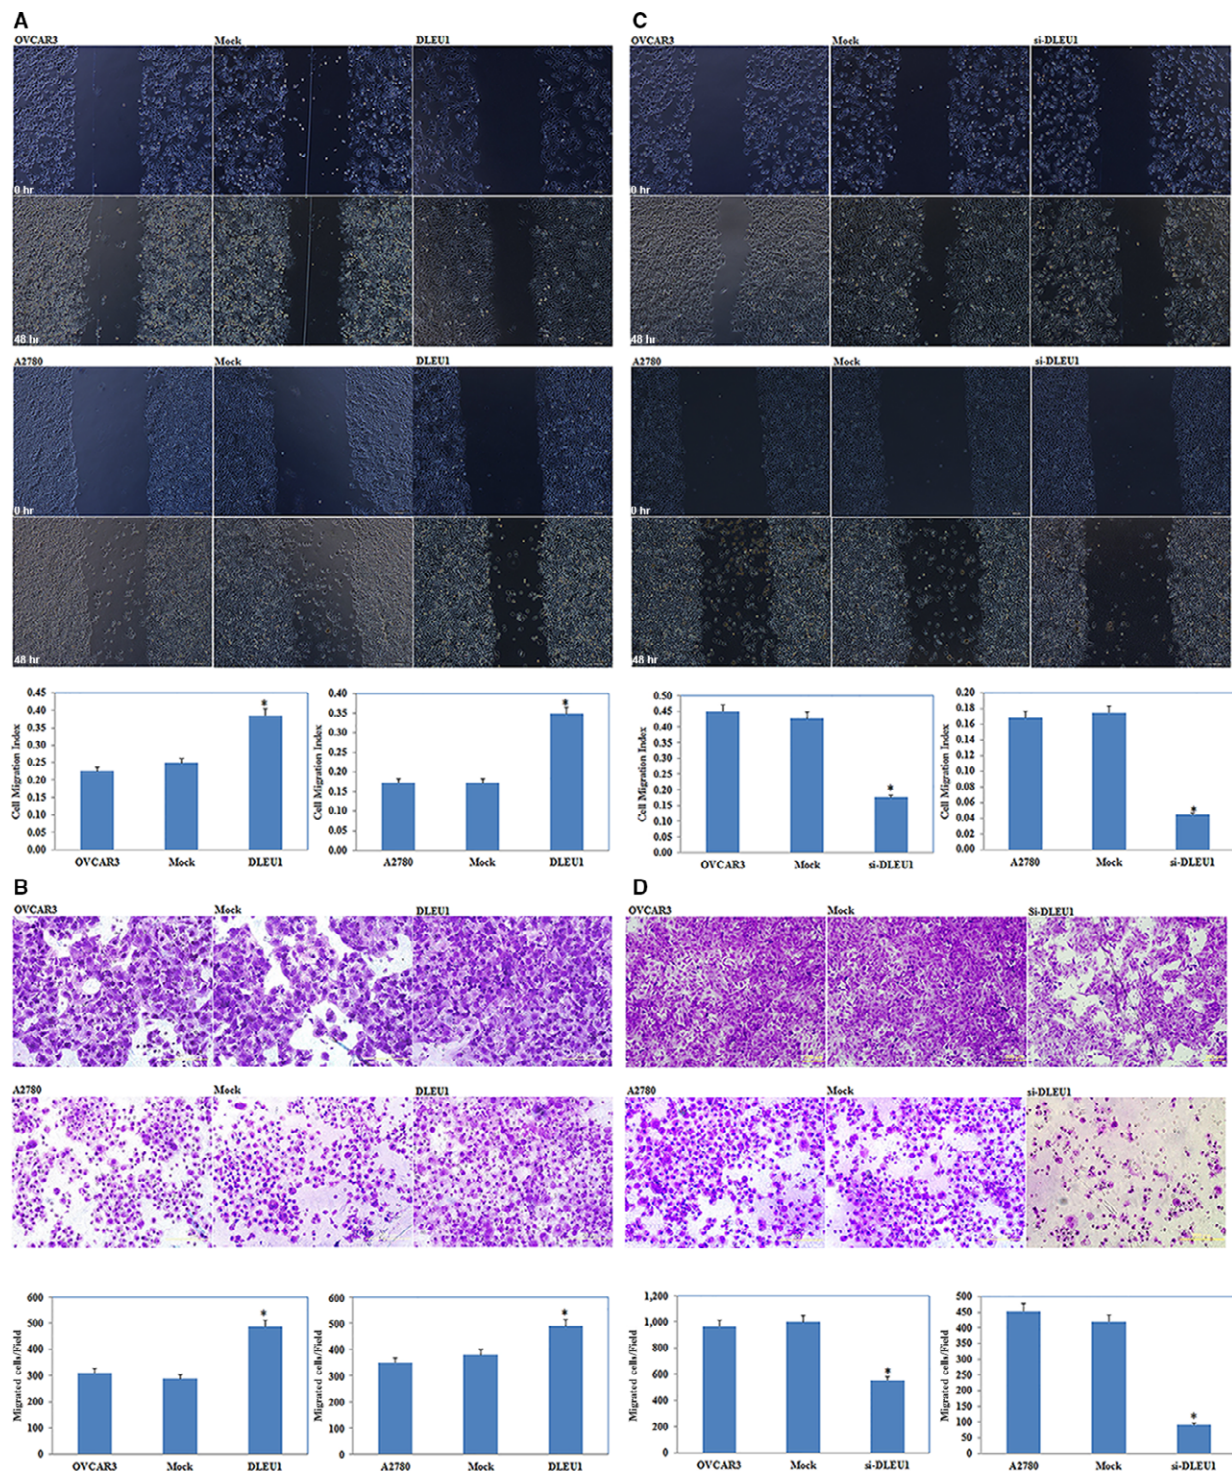 A
OVCAR3 Mock DLEU1
0 hr
48 hr
A2780 Mock DLEU1
0 hr
48 hr
Cell Migration Index
0.45
0.40
0.35
0.30
0.25
0.20
0.15
0.10
0.05
0.00
*
OVCAR3 Mock DLEU1
Cell Migration Index
0.40
0.35
0.30
0.25
0.20
0.15
0.10
0.05
0.00
*
A2780 Mock DLEU1
B
OVCAR3 Mock DLEU1
A2780 Mock DLEU1
Migrated cells/Field
600
500
400
300
200
100
0
*
OVCAR3 Mock DLEU1
Migrated cells/Field
600
500
400
300
200
100
0
*
A2780 Mock DLEU1
C
OVCAR3 Mock si-DLEU1
0 hr
48 hr
A2780 Mock si-DLEU1
0 hr
48 hr
Cell Migration Index
0.50
0.45
0.40
0.35
0.30
0.25
0.20
0.15
0.10
0.05
0.00
*
OVCAR3 Mock si-DLEU1
Cell Migration Index
0.20
0.18
0.16
0.14
0.12
0.10
0.08
0.06
0.04
0.02
0.00
*
A2780 Mock si-DLEU1
D
OVCAR3 Mock Si-DLEU1
A2780 Mock si-DLEU1
Migrated cells/Field
1,200
1,000
800
600
400
200
0
*
OVCAR3 Mock si-DLEU1
Migrated cells/Field
500
450
400
350
300
250
200
150
100
50
0
*
A2780 Mock si-DLEU1